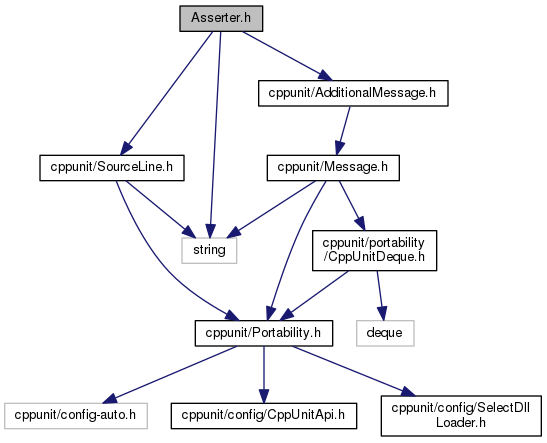 Asserter.h
cppunit/AdditionalMessage.h
cppunit/SourceLine.h
cppunit/Message.h
string
cppunit/portability
/CppUnitDeque.h
cppunit/Portability.h
deque
cppunit/config-auto.h
cppunit/config/CppUnitApi.h
cppunit/config/SelectDll
Loader.h